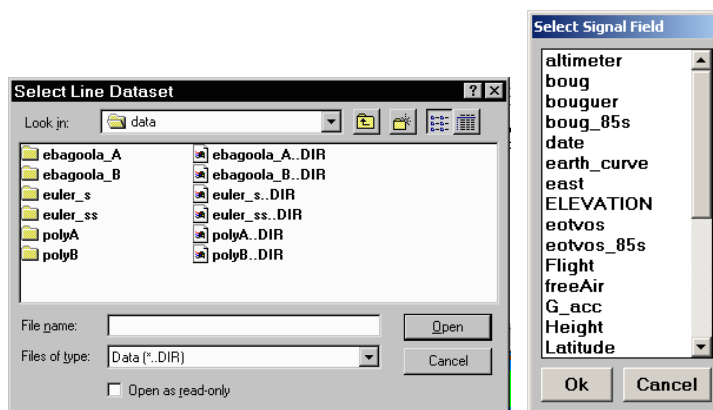 Select Line Dataset
Look in:
data
ebagoola_A
ebagoola_B
euler_s
euler_ss
polyA
polyB
ebagoola_A..DIR
ebagoola_B..DIR
euler_s..DIR
euler_ss..DIR
polyA..DIR
polyB..DIR
File name:
Open
Files of type:
Data (*..DIR)
Cancel
Open as read-only
Select Signal Field
altimeter
boug
bouguer
boug_85s
date
earth_curve
east
ELEVATION
eotvos
eotvos_85s
Flight
freeAir
G_acc
Height
Latitude
Ok
Cancel